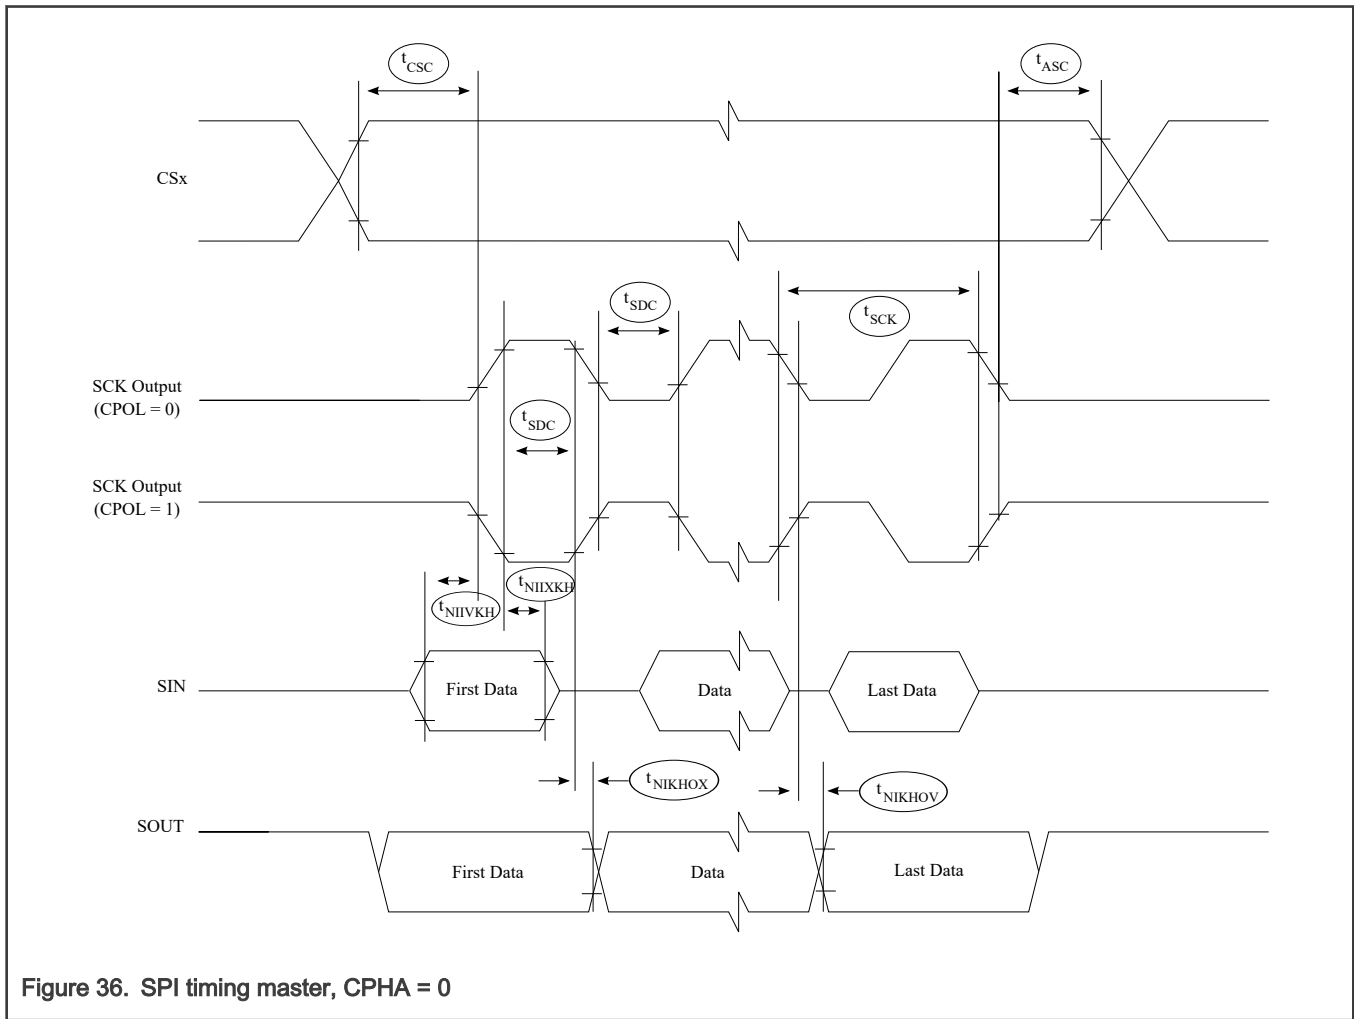 tCSC
tASC
CSx
tSDC
tSCK
SCK Output
(CPOL = 0)
tSDC
SCK Output
(CPOL = 1)
tNIIXKH
tNIIVKH
SIN
First Data
Data
Last Data
tNIKHOX
tNIKHOV
SOUT
First Data
Data
Last Data
Figure 36. SPI timing master, CPHA = 0